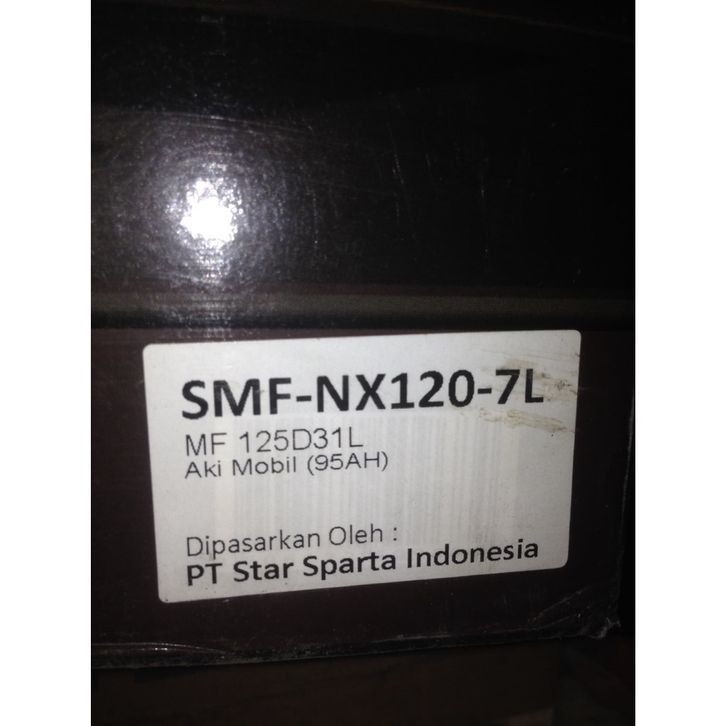 SMF-NX120-7L
MF 125D31L
Aki Mobil (95AH)
Dipasarkan Oleh :
PT Star Sparta Indonesia